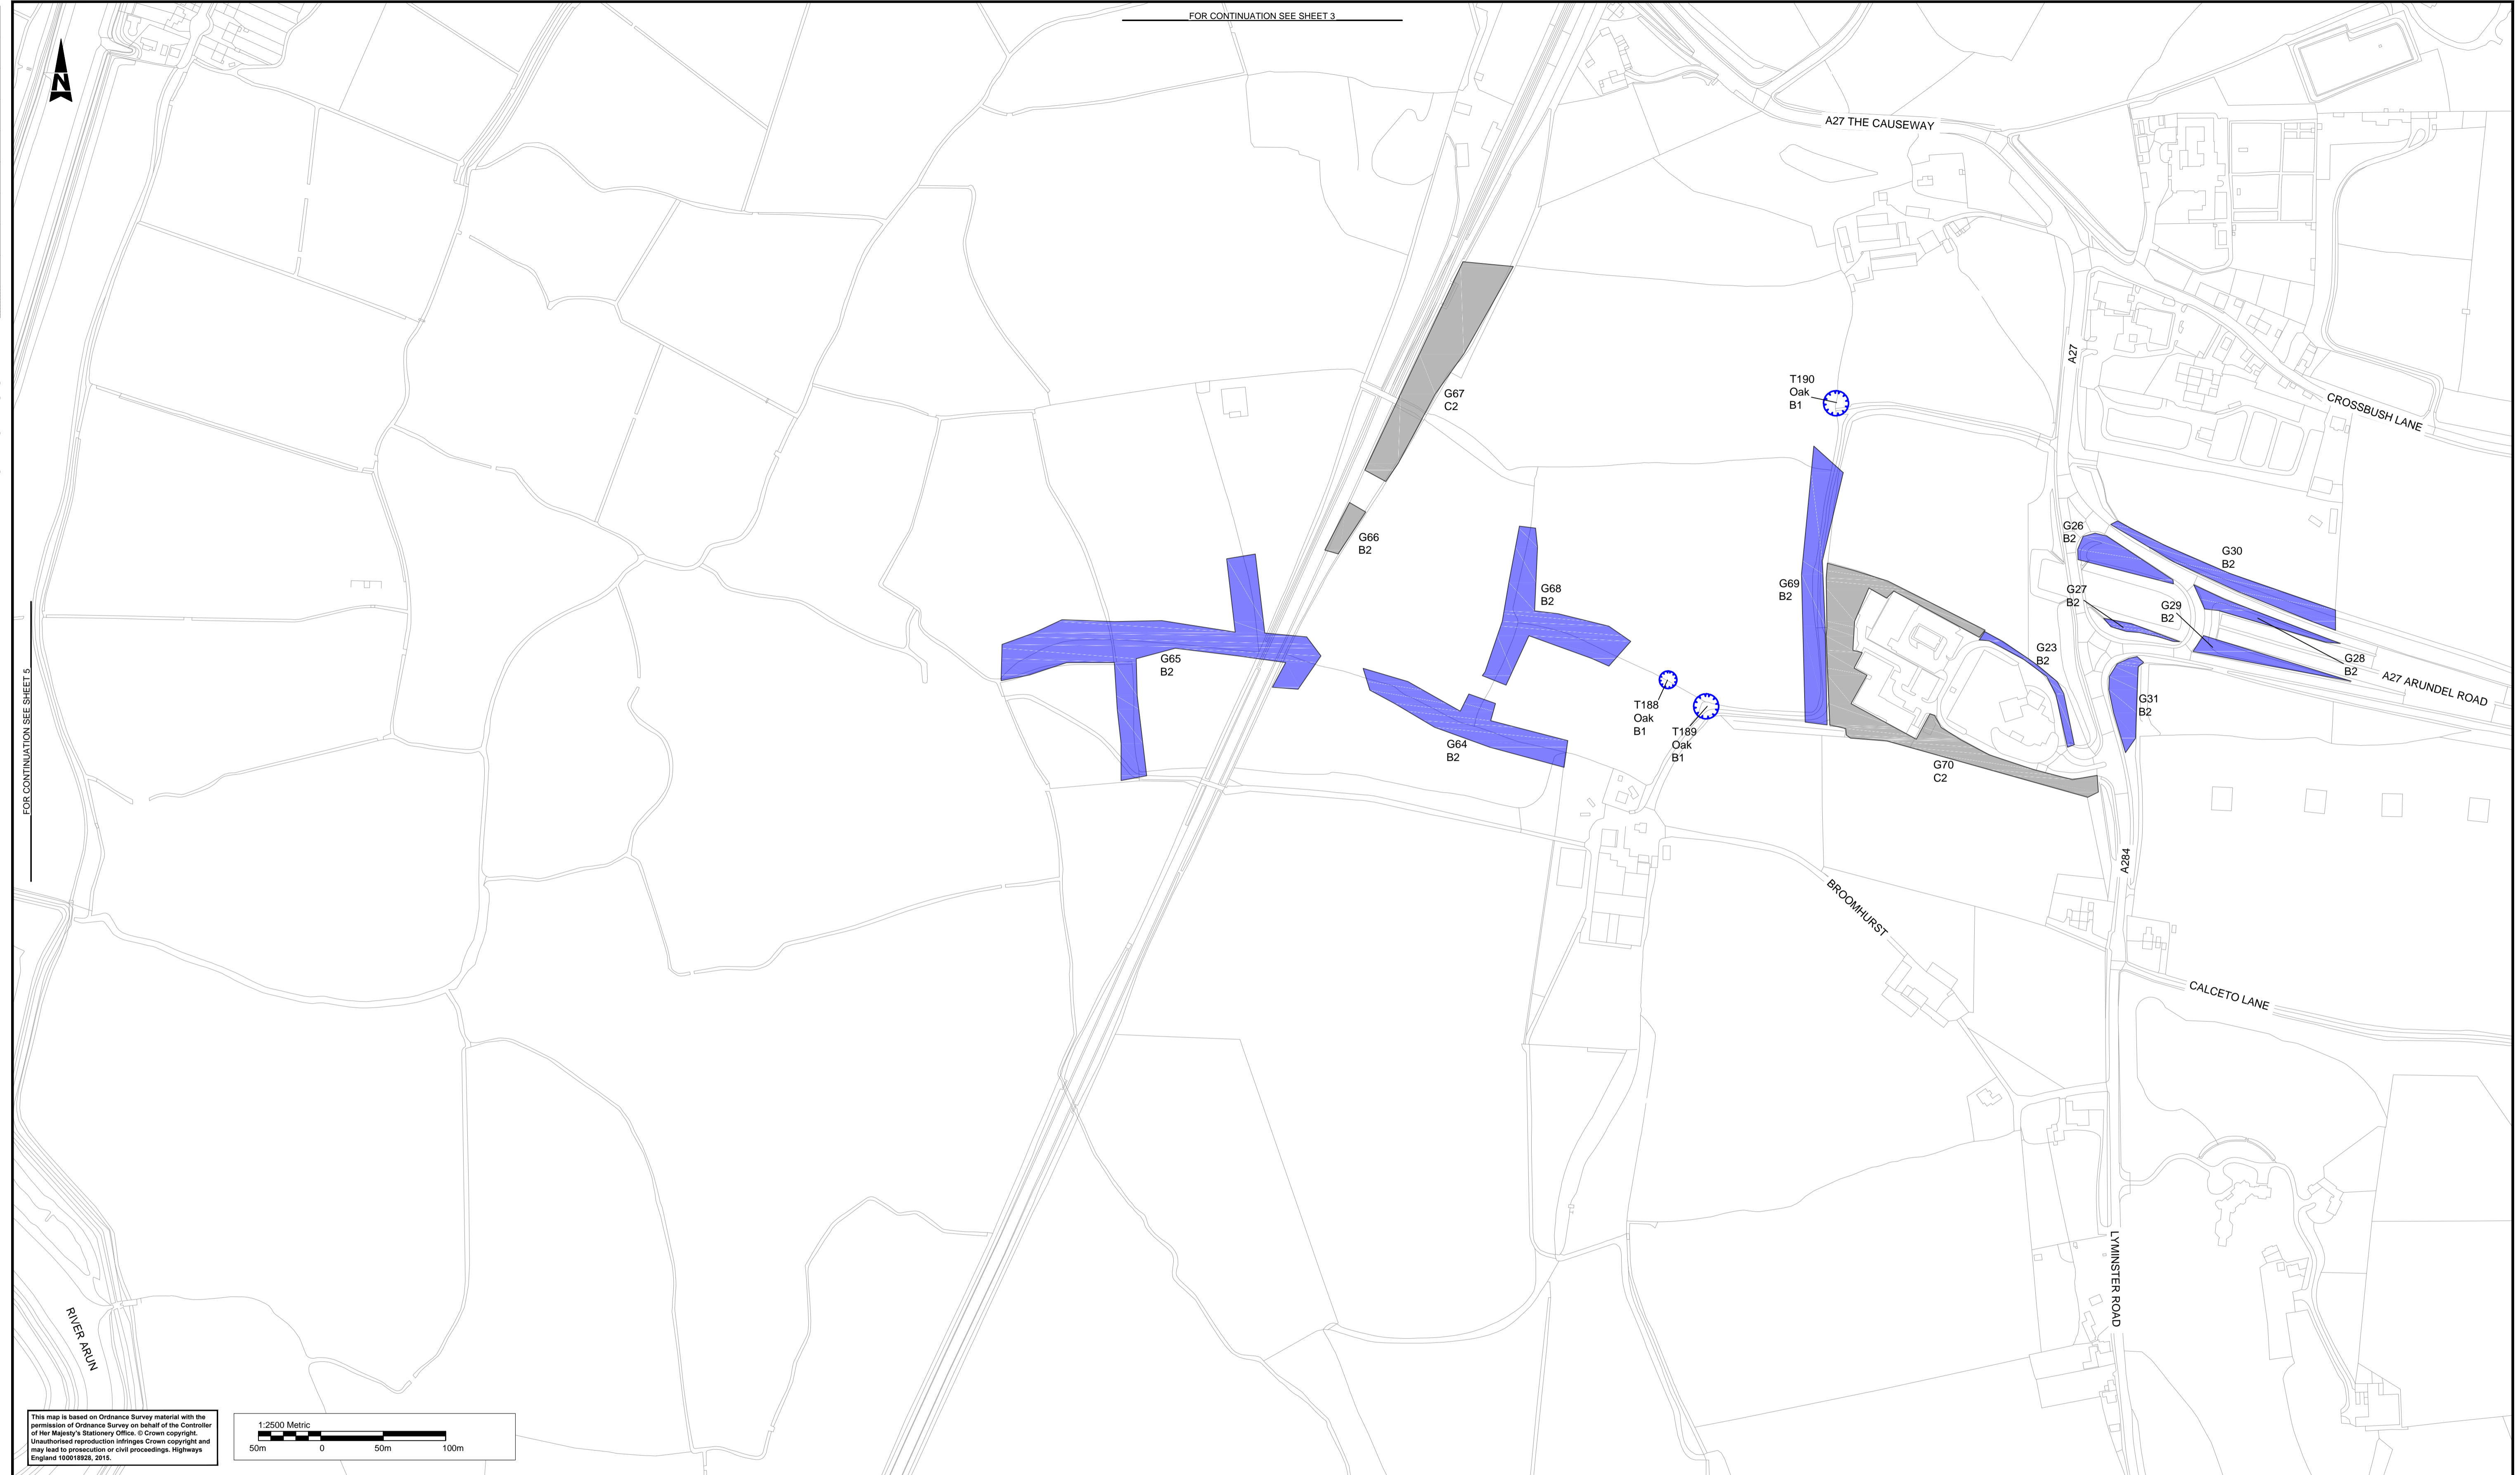 FOR CONTINUATION SEE SHEET 3
N
A27 THE CAUSEWAY
A27
CROSSBUSH LANE
T190
Oak
B1
G67
C2
G66
B2
G68
B2
G69
B2
G26
B2
G30
B2
G27
B2
G29
B2
G28
B2
G23
B2
A27 ARUNDEL ROAD
G31
B2
G65
B2
T188
Oak
B1
T189
Oak
B1
G64
B2
G70
C2
FOR CONTINUATION SEE SHEET 5
A284
BROOMHURST
CALCETO LANE
LYMINSTER ROAD
RIVER ARUN
This map is based on Ordnance Survey material with the
permission of Ordnance Survey on behalf of the Controller
of Her Majesty's Stationery Office. © Crown copyright.
Unauthorised reproduction infringes Crown copyright and
may lead to prosecution or civil proceedings. Highways
England 100018928, 2015.
1:2500 Metric
50m 0 50m 100m